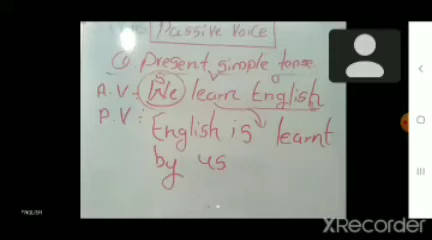 Passive Voice
① Present simple tense
S V O
A.V- We learn English
P.V: English is learnt
by us
ENGLISH
XRecorder